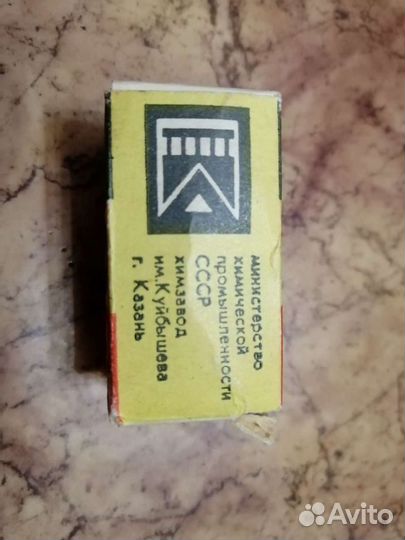 министерство
химической
промышленности
СССР
химзавод
им.Куйбышева
г. Казань
Avito